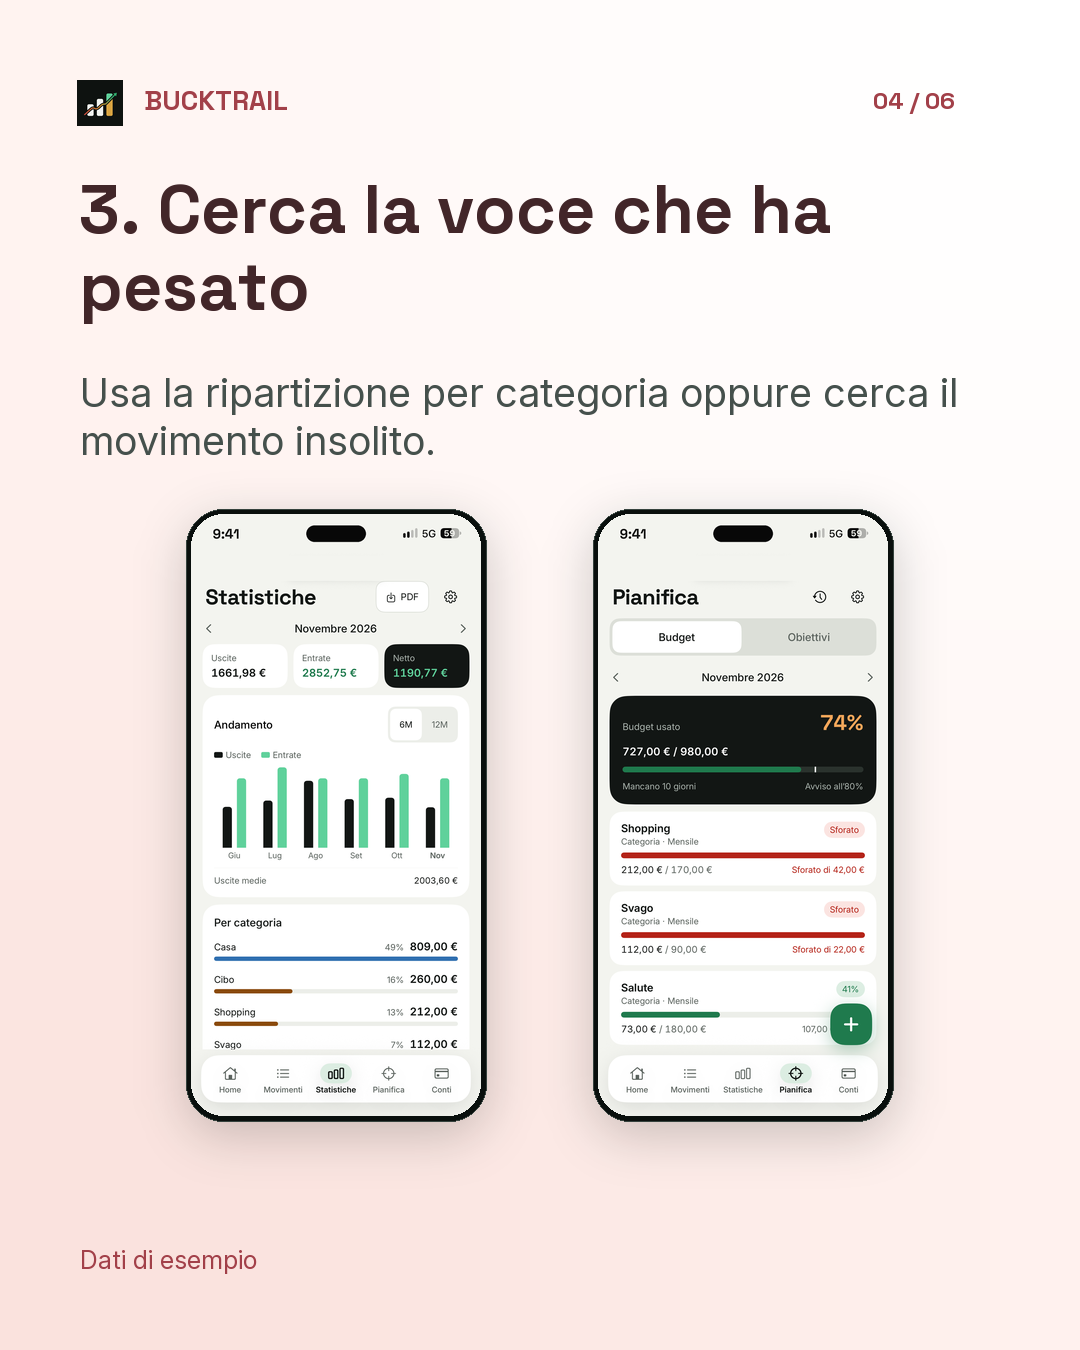 BUCKTRAIL
04 / 06
3. Cerca la voce che ha
pesato
Usa la ripartizione per categoria oppure cerca il
movimento insolito.
9:41
5G
59
Statistiche
PDF
Novembre 2026
Uscite
1661,98 €
Entrate
2852,75 €
Netto
1190,77 €
Andamento
6M
12M
Uscite
Entrate
Giu
Lug
Ago
Set
Ott
Nov
Uscite medie
2003,60 €
Per categoria
Casa
49% 809,00 €
Cibo
16% 260,00 €
Shopping
13% 212,00 €
Svago
7% 112,00 €
Home
Movimenti
Statistiche
Pianifica
Conti
9:41
5G
59
Pianifica
Budget
Obiettivi
Novembre 2026
Budget usato
74%
727,00 € / 980,00 €
Mancano 10 giorni
Avviso all'80%
Shopping
Sforato
Categoria · Mensile
212,00 € / 170,00 €
Sforato di 42,00 €
Svago
Sforato
Categoria · Mensile
112,00 € / 90,00 €
Sforato di 22,00 €
Salute
41%
Categoria · Mensile
73,00 € / 180,00 €
107,00
Home
Movimenti
Statistiche
Pianifica
Conti
Dati di esempio